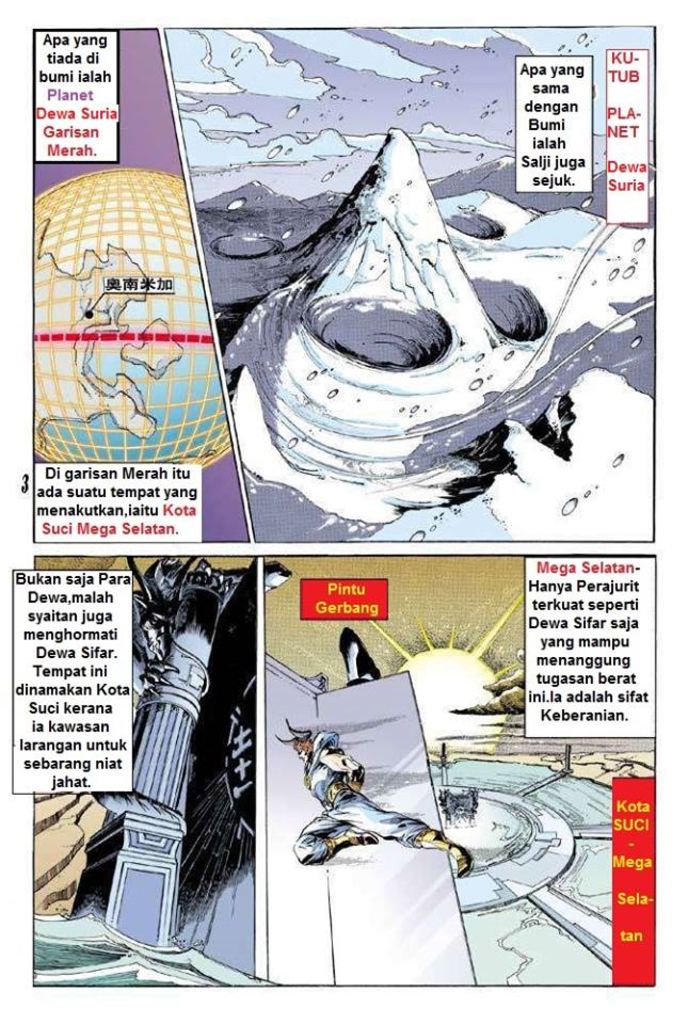 Apa yang
tiada di
bumi ialah
Planet
Dewa Suria
Garisan
Merah.
Apa yang
sama
dengan
Bumi
ialah
Salji juga
sejuk.
KU-
TUB
PLA-
NET
Dewa
Suria
奥南米加
3
Di garisan Merah itu
ada suatu tempat yang
menakutkan,iaitu Kota
Suci Mega Selatan.
Bukan saja Para
Dewa,malah
syaitan juga
menghormati
Dewa Sifar.
Tempat ini
dinamakan Kota
Suci kerana
ia kawasan
larangan untuk
sebarang niat
jahat.
Pintu
Gerbang
Mega Selatan-
Hanya Perajurit
terkuat seperti
Dewa Sifar saja
yang mampu
menanggung
tugasan berat
ini.Ia adalah sifat
Keberanian.
Kota
SUCI
-
Mega
Sela-
tan